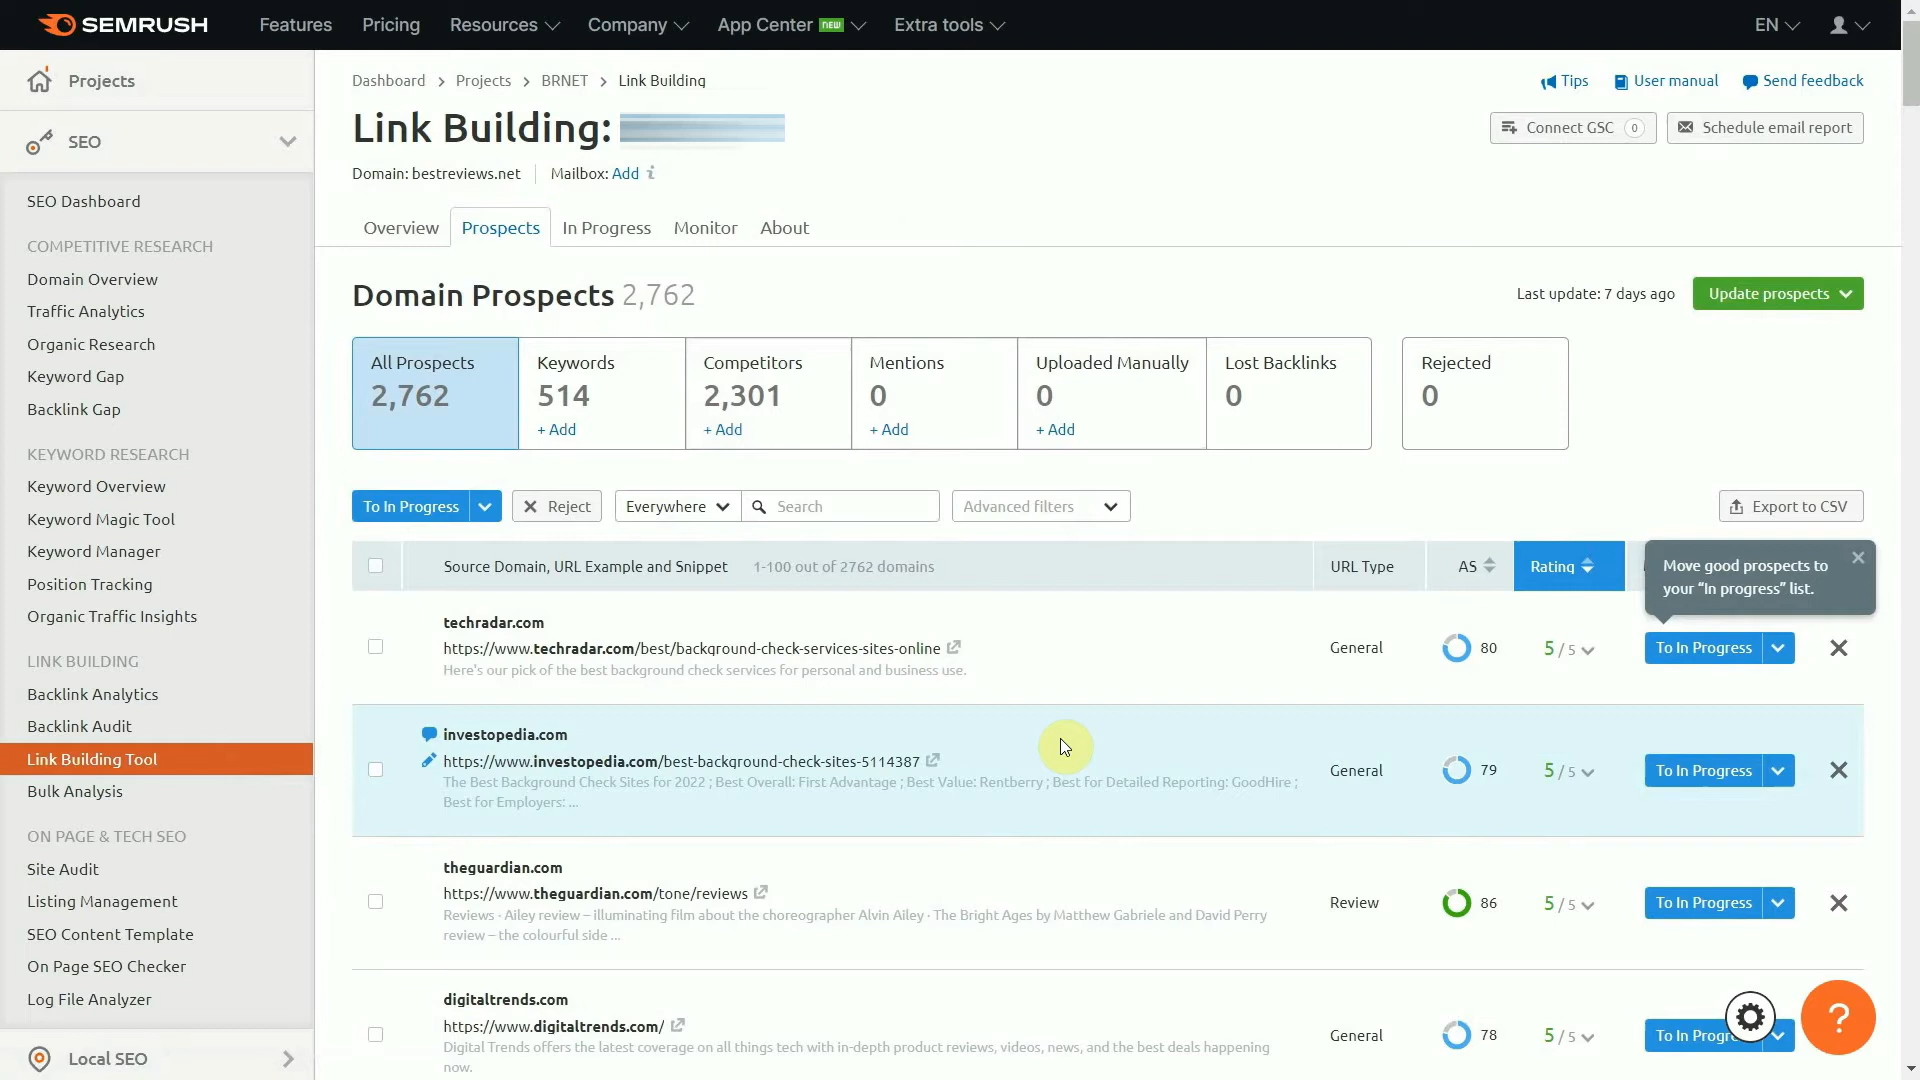 SEMRUSH Features Pricing Resources Company App Center NEW Extra tools EN
Projects
SEO
SEO Dashboard
COMPETITIVE RESEARCH
Domain Overview
Traffic Analytics
Organic Research
Keyword Gap
Backlink Gap
KEYWORD RESEARCH
Keyword Overview
Keyword Magic Tool
Keyword Manager
Position Tracking
Organic Traffic Insights
LINK BUILDING
Backlink Analytics
Backlink Audit
Link Building Tool
Bulk Analysis
ON PAGE & TECH SEO
Site Audit
Listing Management
SEO Content Template
On Page SEO Checker
Log File Analyzer
Local SEO
Dashboard > Projects > BRNET > Link Building
Tips User manual Send feedback
Link Building:
Connect GSC 0 Schedule email report
Domain: bestreviews.net Mailbox: Add i
Overview Prospects In Progress Monitor About
Domain Prospects 2,762
Last update: 7 days ago Update prospects
All Prospects Keywords Competitors Mentions Uploaded Manually Lost Backlinks Rejected
2,762 514 2,301 0 0 0 0
+ Add + Add + Add + Add
To In Progress Reject Everywhere Search Advanced filters Export to CSV
Source Domain, URL Example and Snippet 1-100 out of 2762 domains URL Type AS Rating
Move good prospects to
your “In progress” list.
techradar.com
https://www.techradar.com/best/background-check-services-sites-online General 80 5 / 5 To In Progress
Here's our pick of the best background check services for personal and business use.
investopedia.com
https://www.investopedia.com/best-background-check-sites-5114387 General 79 5 / 5 To In Progress
The Best Background Check Sites for 2022 ; Best Overall: First Advantage ; Best Value: Rentberry ; Best for Detailed Reporting: GoodHire ;
Best for Employers: ...
theguardian.com
https://www.theguardian.com/tone/reviews Review 86 5 / 5 To In Progress
Reviews · Ailey review – illuminating film about the choreographer Alvin Ailey · The Bright Ages by Matthew Gabriele and David Perry
review – the colourful side ...
digitaltrends.com
https://www.digitaltrends.com/ General 78 5 / 5 To In Progr
Digital Trends offers the latest coverage on all things tech with in-depth product reviews, videos, news, and the best deals happening
now.
?